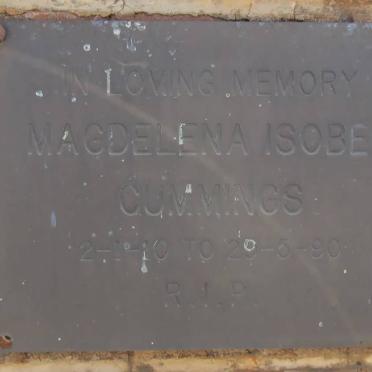 IN LOVING MEMORY
MAGDELENA ISOBE
CUMMINGS
TO
R.I.P.